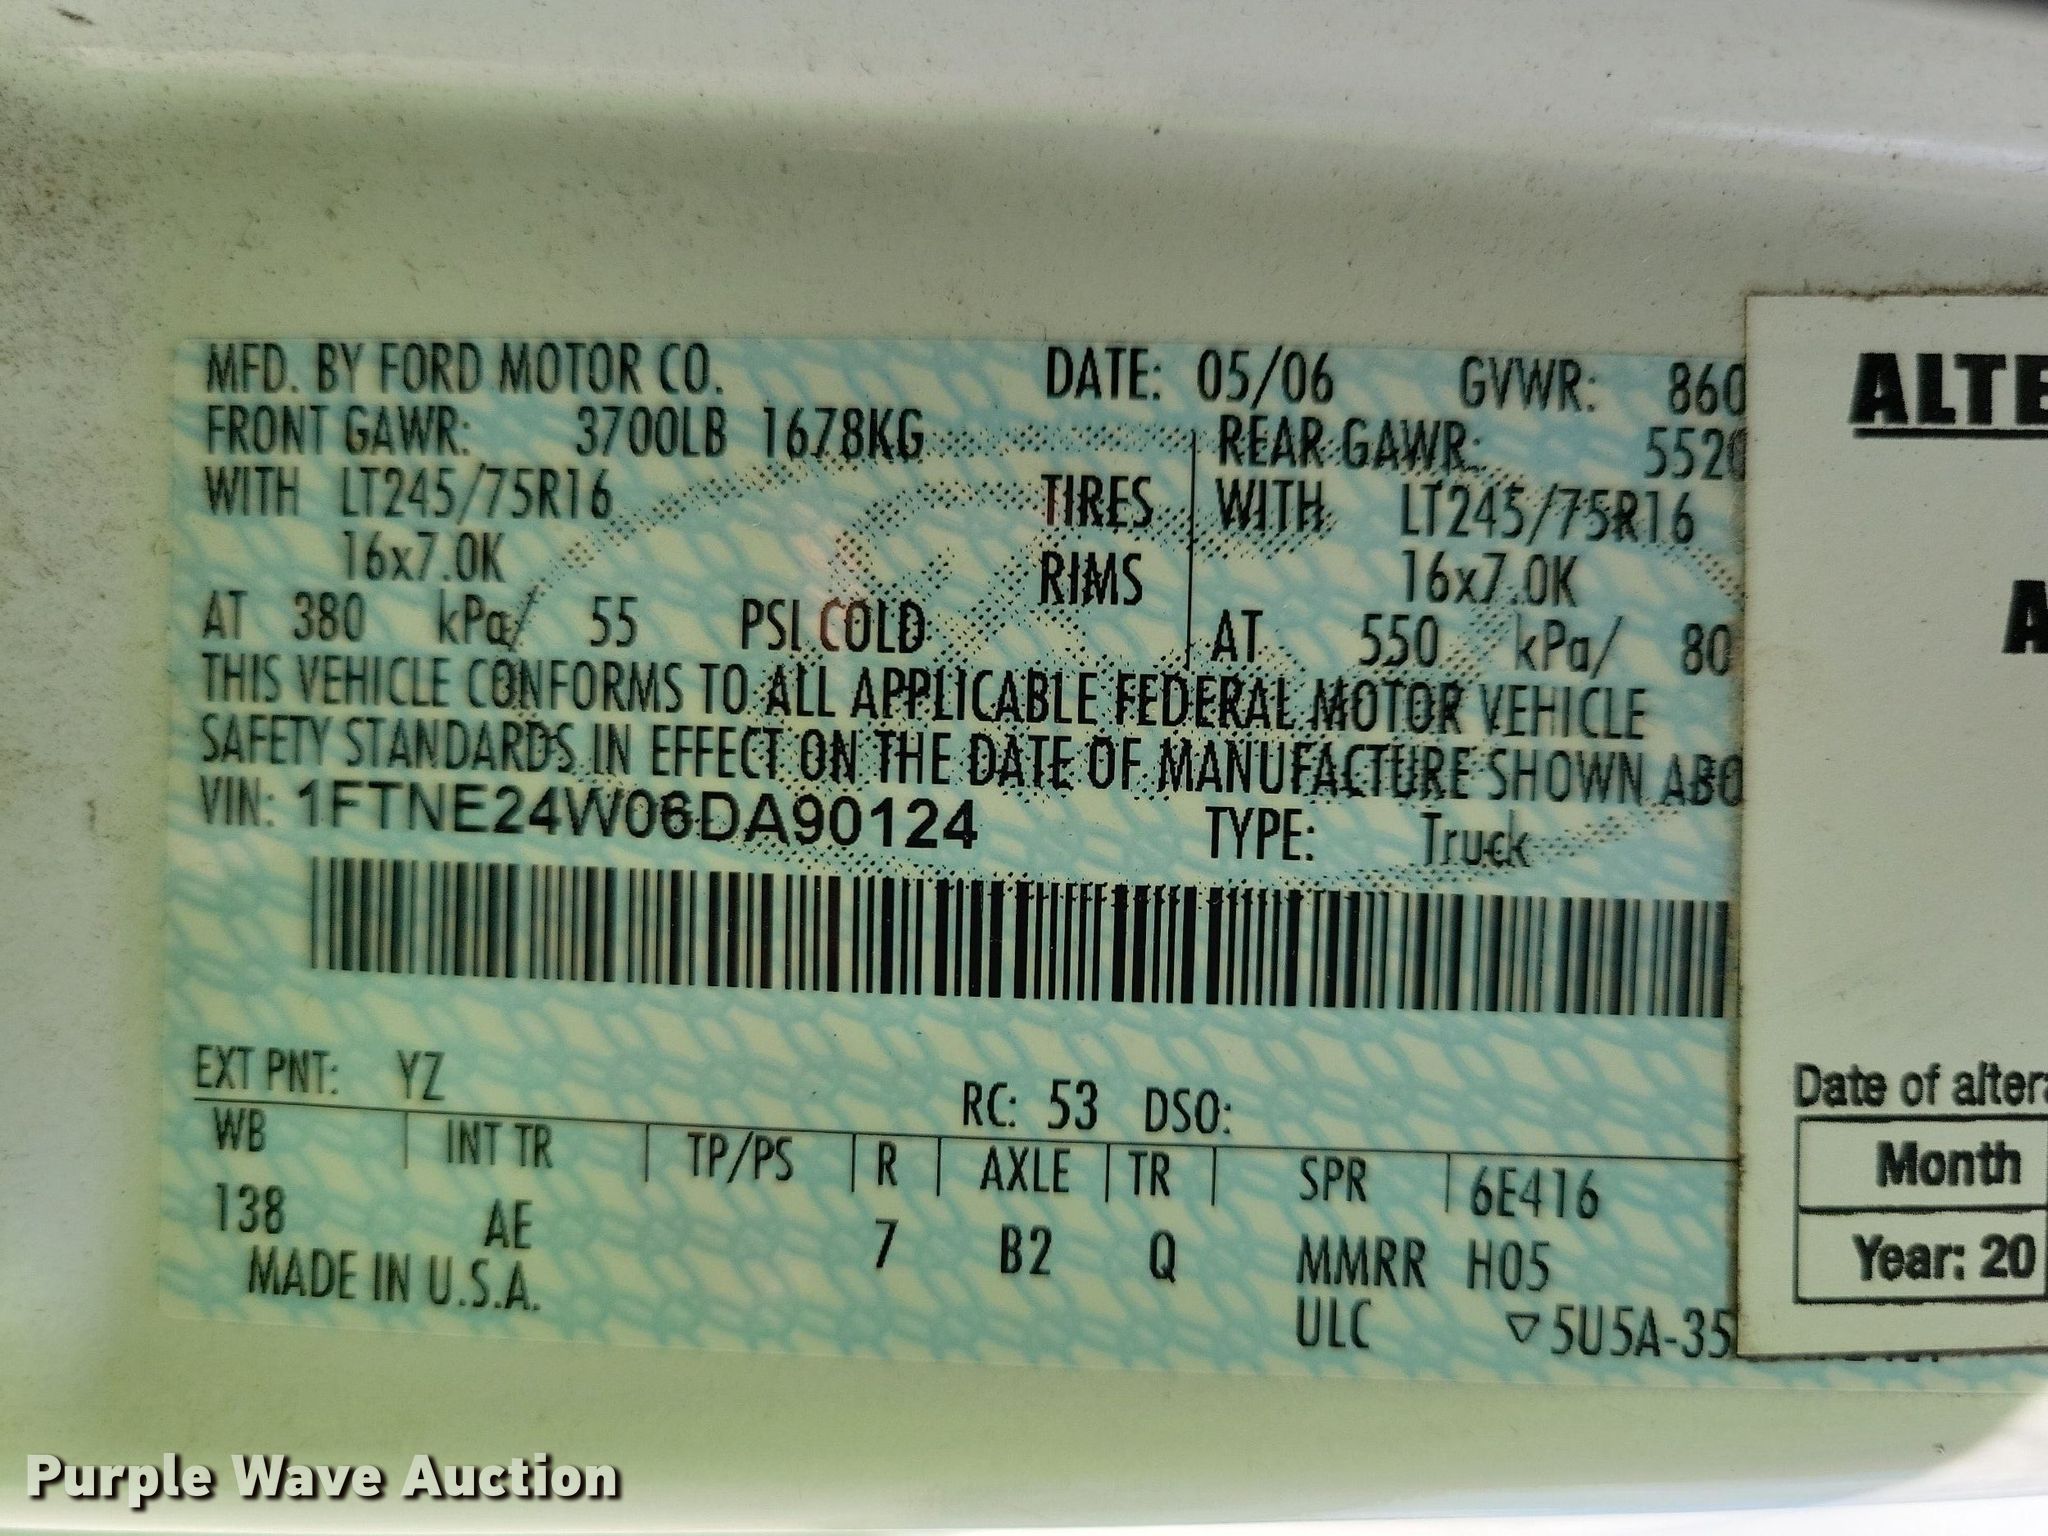 MFD. BY FORD MOTOR CO. DATE: 05/06 GVWR: 860
FRONT GAWR: 3700LB 1678KG REAR GAWR: 5520
WITH LT245/75R16 TIRES WITH LT245/75R16
16x7.0K RIMS 16x7.0K
AT 380 kPa/ 55 PSI COLD AT 550 kPa/ 80
THIS VEHICLE CONFORMS TO ALL APPLICABLE FEDERAL MOTOR VEHICLE
SAFETY STANDARDS IN EFFECT ON THE DATE OF MANUFACTURE SHOWN ABO
VIN: 1FTNE24W06DA90124 TYPE: Truck
EXT PNT: YZ RC: 53 DSO:
WB INT TR TP/PS R AXLE TR SPR 6E416
138 AE 7 B2 Q MMRR H05
MADE IN U.S.A. ULC ▽5U5A-35
ALTE
A
Date of altera
Month
Year: 20
Purple Wave Auction